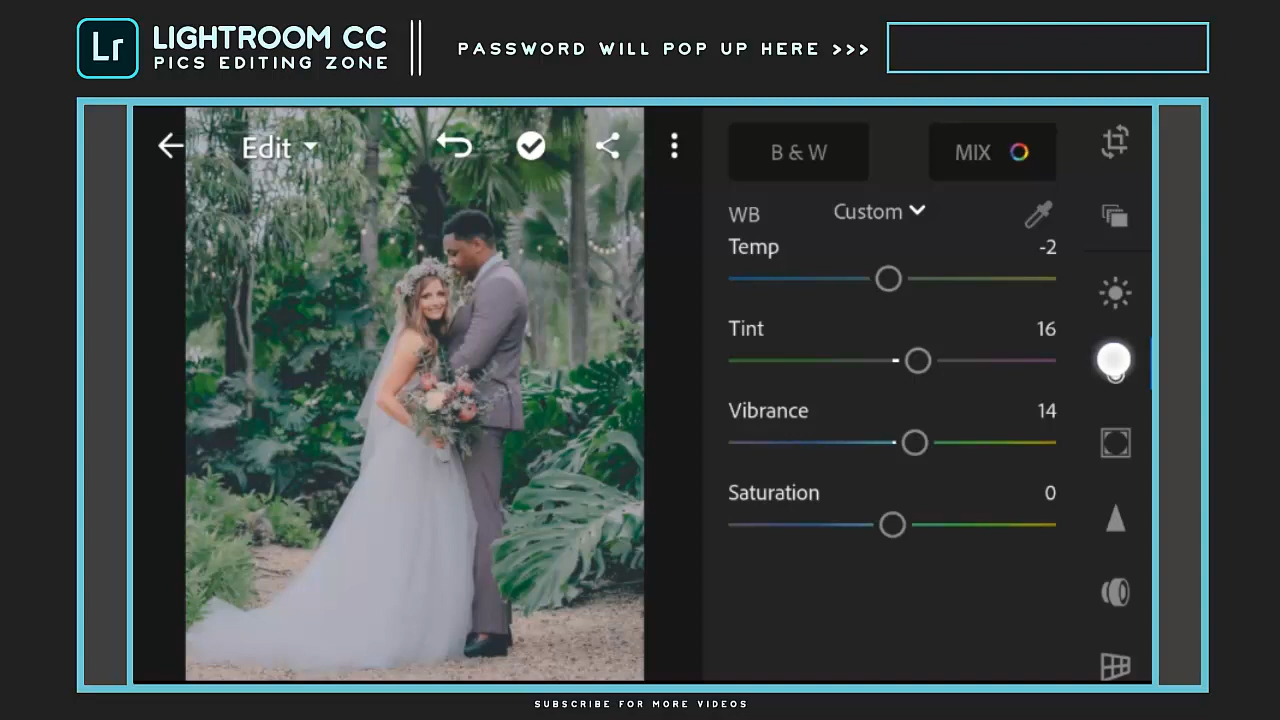 Lr
LIGHTROOM CC
PICS EDITING ZONE
PASSWORD WILL POP UP HERE >>>
Edit
B & W
MIX
WB
Custom
Temp
-2
Tint
16
Vibrance
14
Saturation
0
SUBSCRIBE FOR MORE VIDEOS